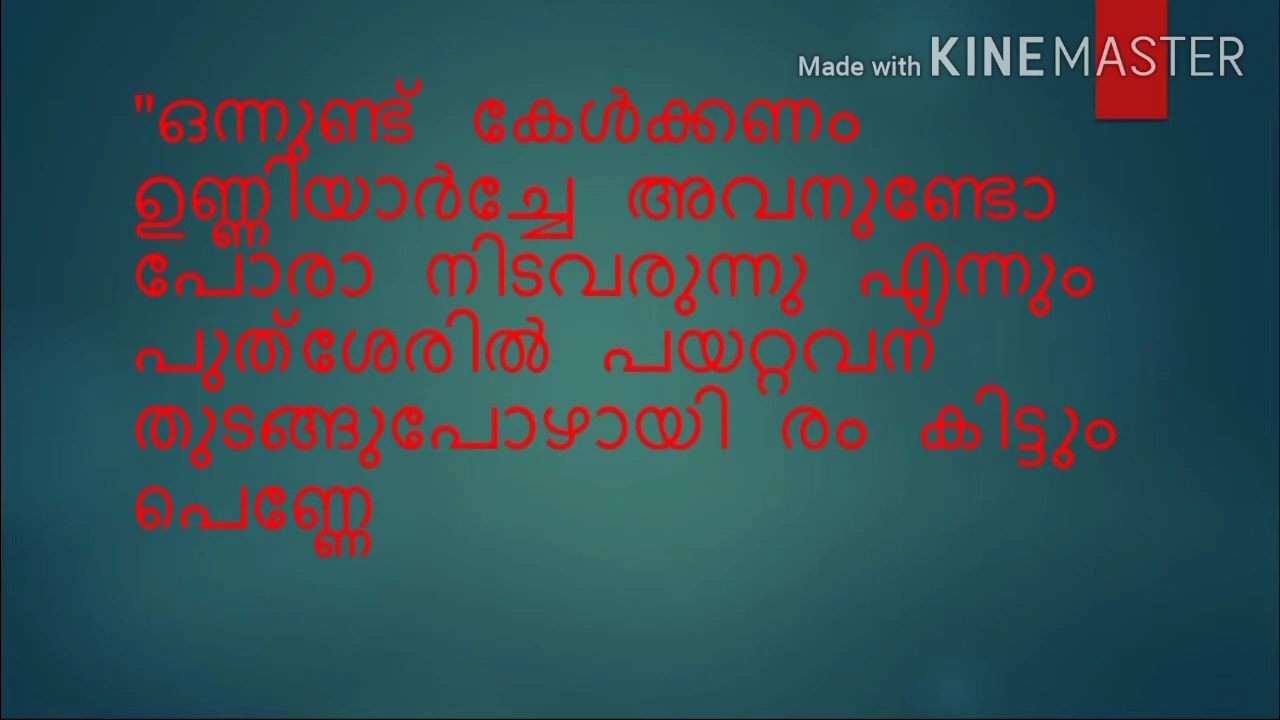 Made with KINEMASTER
"ഒന്നുണ്ട് കേൾക്കണം
ഉണ്ണിയാർച്ചേ അവനുണ്ടോ
പോരാ നിടവരുന്നു എന്നും
പുത്ശേരിൽ പയറ്റവന്
തുടങ്ങുപോഴായി രം കിട്ടും
പെണ്ണേ